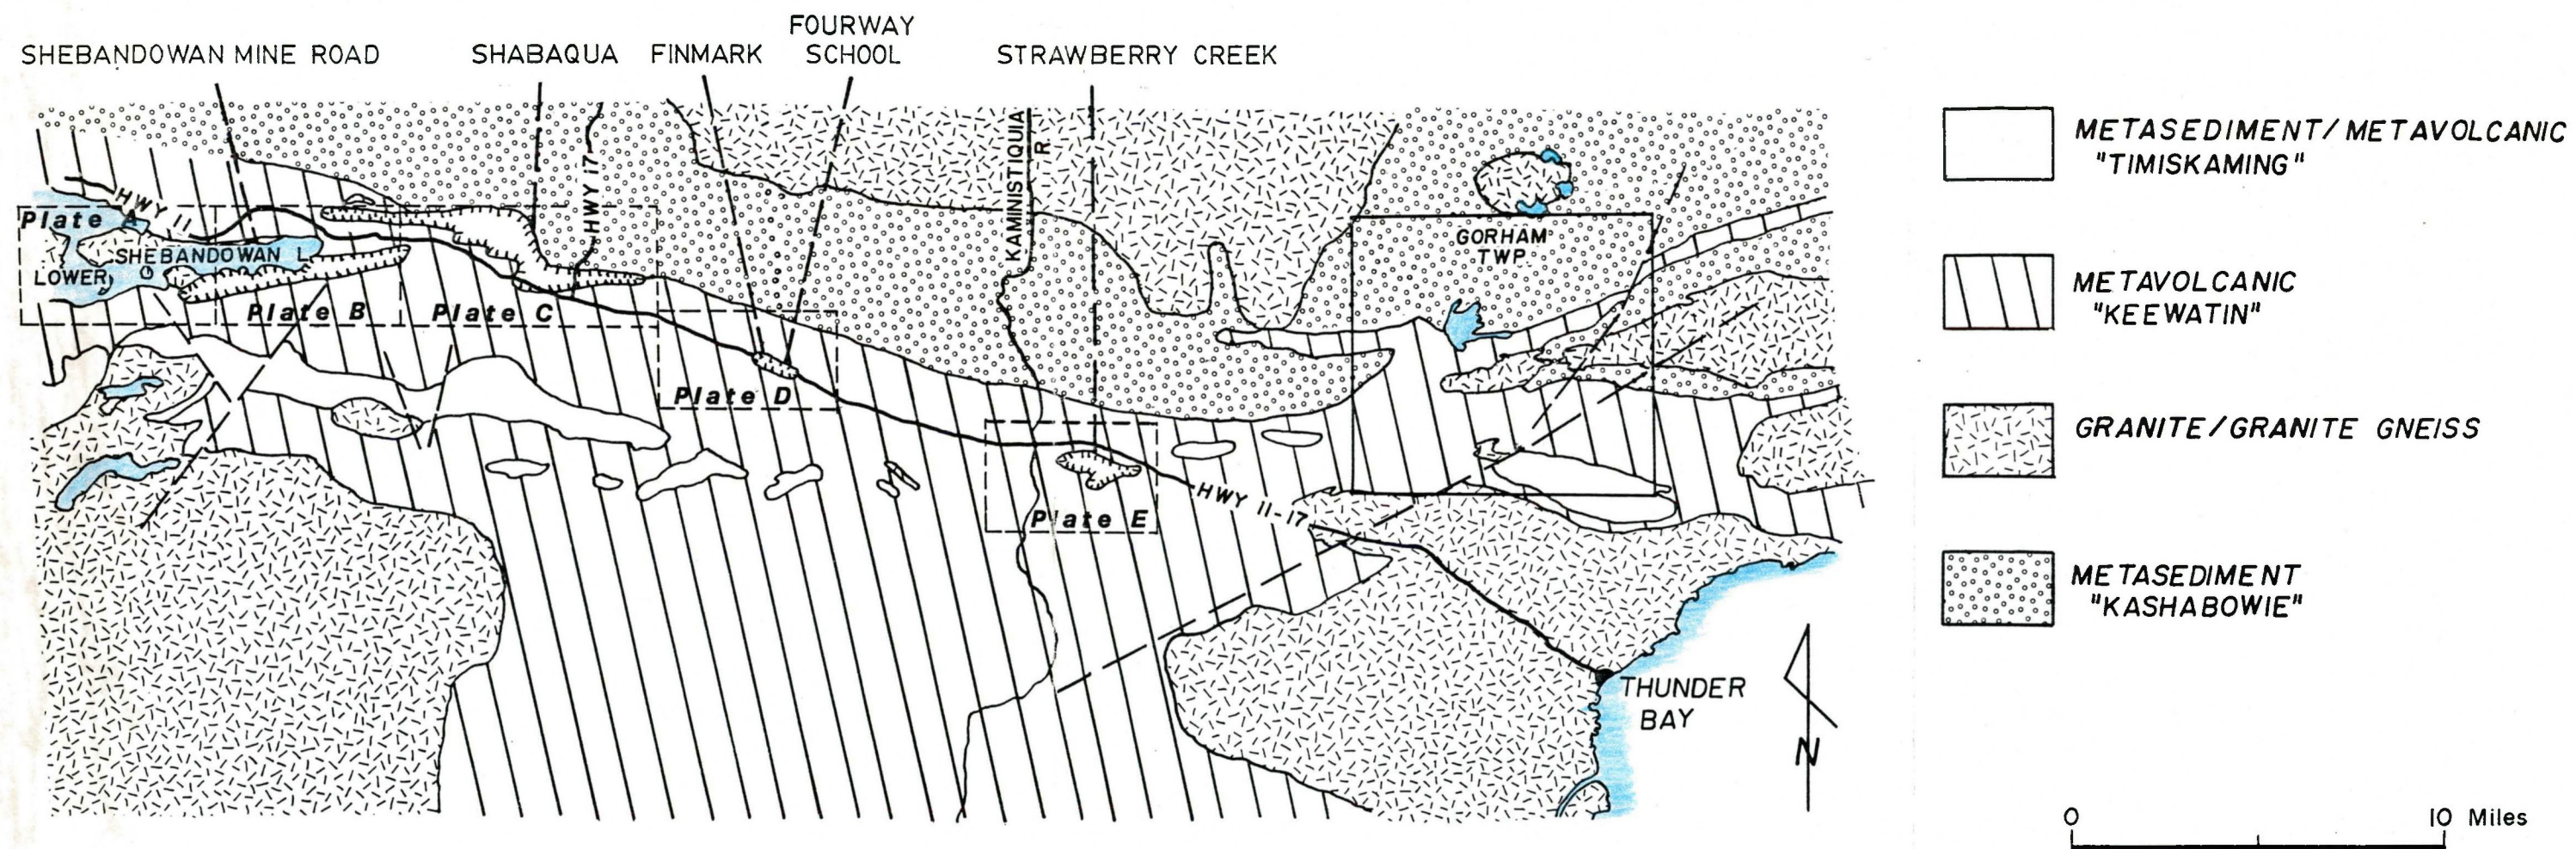 FOURWAY
SHEBANDOWAN MINE ROAD
SHABAQUA
FINMARK
SCHOOL
STRAWBERRY CREEK
KAMINISTIQUIA
R.
HWY 17
HWY 11
Plate A
SHEBANDOWAN L.
LOWER
Plate B
Plate C
Plate D
Plate E
GORHAM
TWP.
HWY 11-17
THUNDER
BAY
N
METASEDIMENT/METAVOLCANIC
"TIMISKAMING"
METAVOLCANIC
"KEEWATIN"
GRANITE/GRANITE GNEISS
METASEDIMENT
"KASHABOWIE"
0
10 Miles